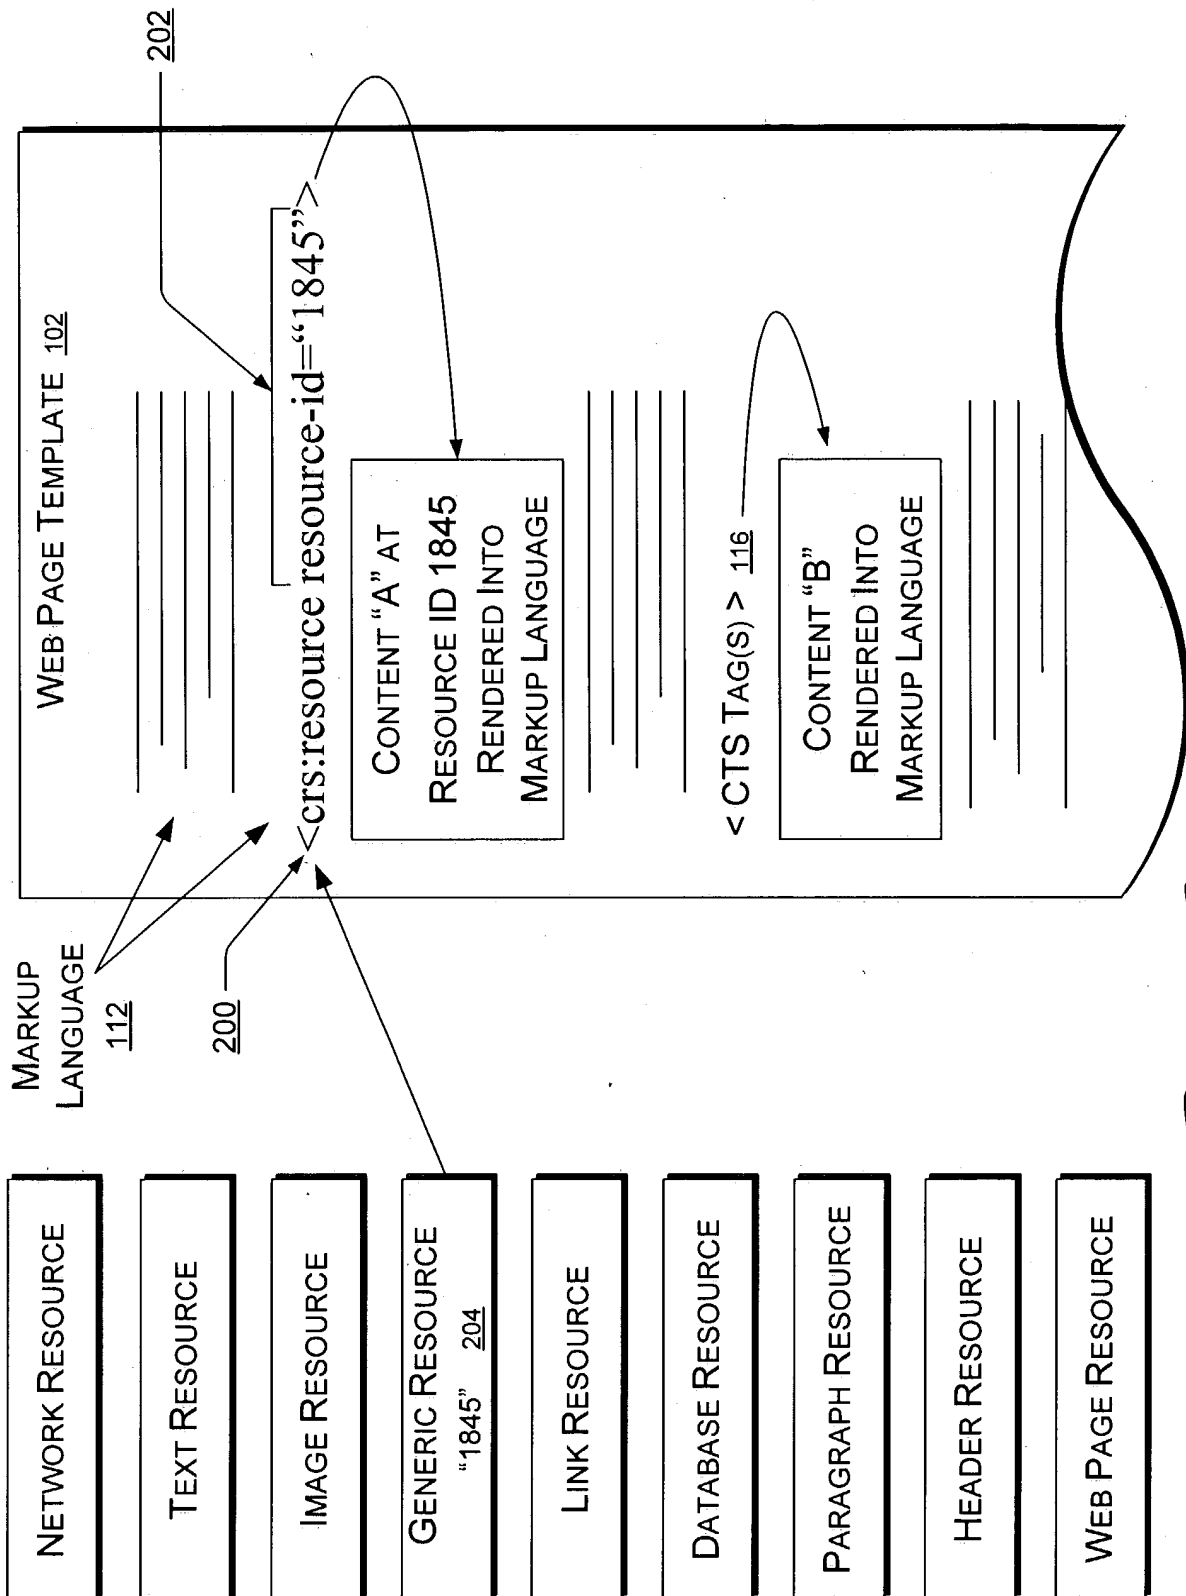 NETWORK RESOURCE
TEXT RESOURCE
IMAGE RESOURCE
GENERIC RESOURCE
“1845” 204
LINK RESOURCE
DATABASE RESOURCE
PARAGRAPH RESOURCE
HEADER RESOURCE
WEB PAGE RESOURCE
MARKUP
LANGUAGE
112
200
202
WEB PAGE TEMPLATE 102
<crs:resource resource-id=“1845”>
CONTENT “A” AT
RESOURCE ID 1845
RENDERED INTO
MARKUP LANGUAGE
< CTS TAG(S) > 116
CONTENT “B”
RENDERED INTO
MARKUP LANGUAGE